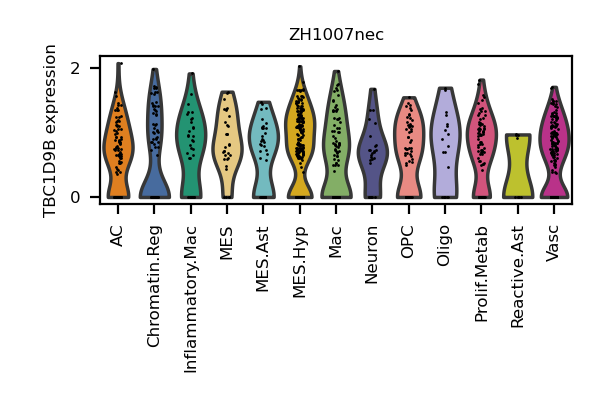 ZH1007nec
TBC1D9B expression
2
0
AC
Chromatin.Reg
Inflammatory.Mac
MES
MES.Ast
MES.Hyp
Mac
Neuron
OPC
Oligo
Prolif.Metab
Reactive.Ast
Vasc